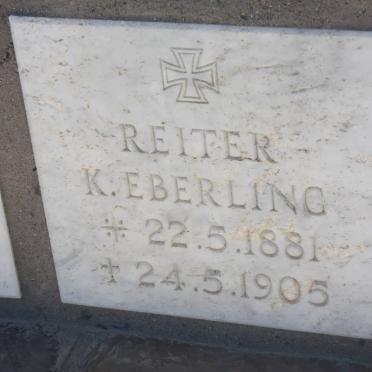 REITER
K. EBERLING
* 22.5.1881
† 24.5.1905